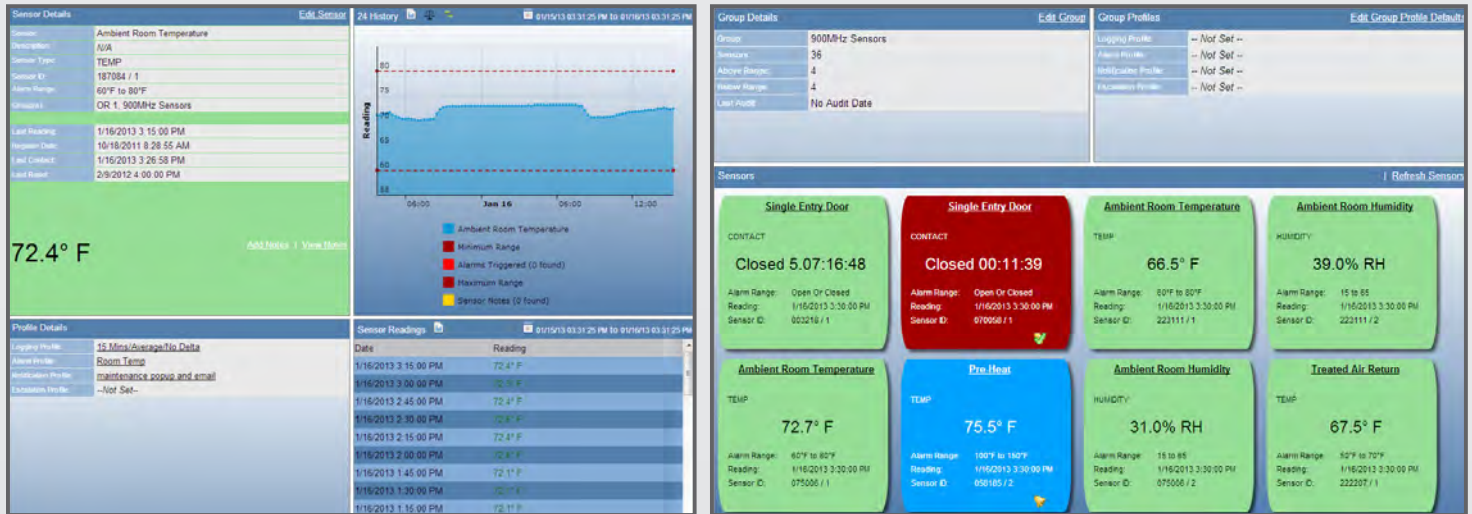 Sensor Details
Edit Sensor
Sensor: Ambient Room Temperature
Description: N/A
Sensor Type: TEMP
Sensor ID: 187084 / 1
Alarm Range: 60°F to 80°F
Group(s): OR 1, 900MHz Sensors
Last Reading: 1/16/2013 3:15:00 PM
Register Date: 10/18/2011 8:28:55 AM
Last Contact: 1/16/2013 3:26:58 PM
Last Reset: 2/9/2012 4:00:00 PM
72.4° F
Add Notes | View Notes
24 History
01/15/13 03:31:25 PM to 01/16/13 03:31:25 PM
Reading
80
75
70
65
60
06:00 Jan 16 06:00 12:00
Ambient Room Temperature
Minimum Range
Alarms Triggered (0 found)
Maximum Range
Sensor Notes (0 found)
Profile Details
Logging Profile: 15 Mins/Average/No Delta
Alarm Profile: Room Temp
Notification Profile: maintenance popup and email
Escalation Profile: --Not Set--
Sensor Readings
01/15/13 03:31:25 PM to 01/16/13 03:31:25 PM
Date Reading
1/16/2013 3:15:00 PM 72.4° F
1/16/2013 3:00:00 PM
1/16/2013 2:45:00 PM 72.4° F
1/16/2013 2:30:00 PM
1/16/2013 2:15:00 PM 72.4° F
1/16/2013 2:00:00 PM
1/16/2013 1:45:00 PM 72.1° F
1/16/2013 1:30:00 PM
1/16/2013 1:15:00 PM 72.1° F
Group Details
Edit Group
Group: 900MHz Sensors
Sensors: 36
Above Range: 4
Below Range: 4
Last Audit: No Audit Date
Group Profiles
Edit Group Profile Defaults
Logging Profile: -- Not Set --
Alarm Profile: -- Not Set --
Notification Profile: -- Not Set --
Escalation Profile: -- Not Set --
Sensors
| Refresh Sensors
Single Entry Door
CONTACT
Closed 5.07:16:48
Alarm Range: Open Or Closed
Reading: 1/16/2013 3:30:00 PM
Sensor ID: 003218 / 1
Single Entry Door
CONTACT
Closed 00:11:39
Alarm Range: Open Or Closed
Reading: 1/16/2013 3:30:00 PM
Sensor ID: 070058 / 1
Ambient Room Temperature
TEMP
66.5° F
Alarm Range: 60°F to 80°F
Reading: 1/16/2013 3:30:00 PM
Sensor ID: 223111 / 1
Ambient Room Humidity
HUMIDITY
39.0% RH
Alarm Range: 15 to 65
Reading: 1/16/2013 3:30:00 PM
Sensor ID: 223111 / 2
Ambient Room Temperature
TEMP
72.7° F
Alarm Range: 60°F to 80°F
Reading: 1/16/2013 3:30:00 PM
Sensor ID: 075006 / 1
Pre Heat
TEMP
75.5° F
Alarm Range: 100°F to 150°F
Reading: 1/16/2013 3:30:00 PM
Sensor ID: 058185 / 2
Ambient Room Humidity
HUMIDITY
31.0% RH
Alarm Range: 15 to 65
Reading: 1/16/2013 3:30:00 PM
Sensor ID: 075006 / 2
Treated Air Return
TEMP
67.5° F
Alarm Range: 50°F to 70°F
Reading: 1/16/2013 3:30:00 PM
Sensor ID: 222207 / 1